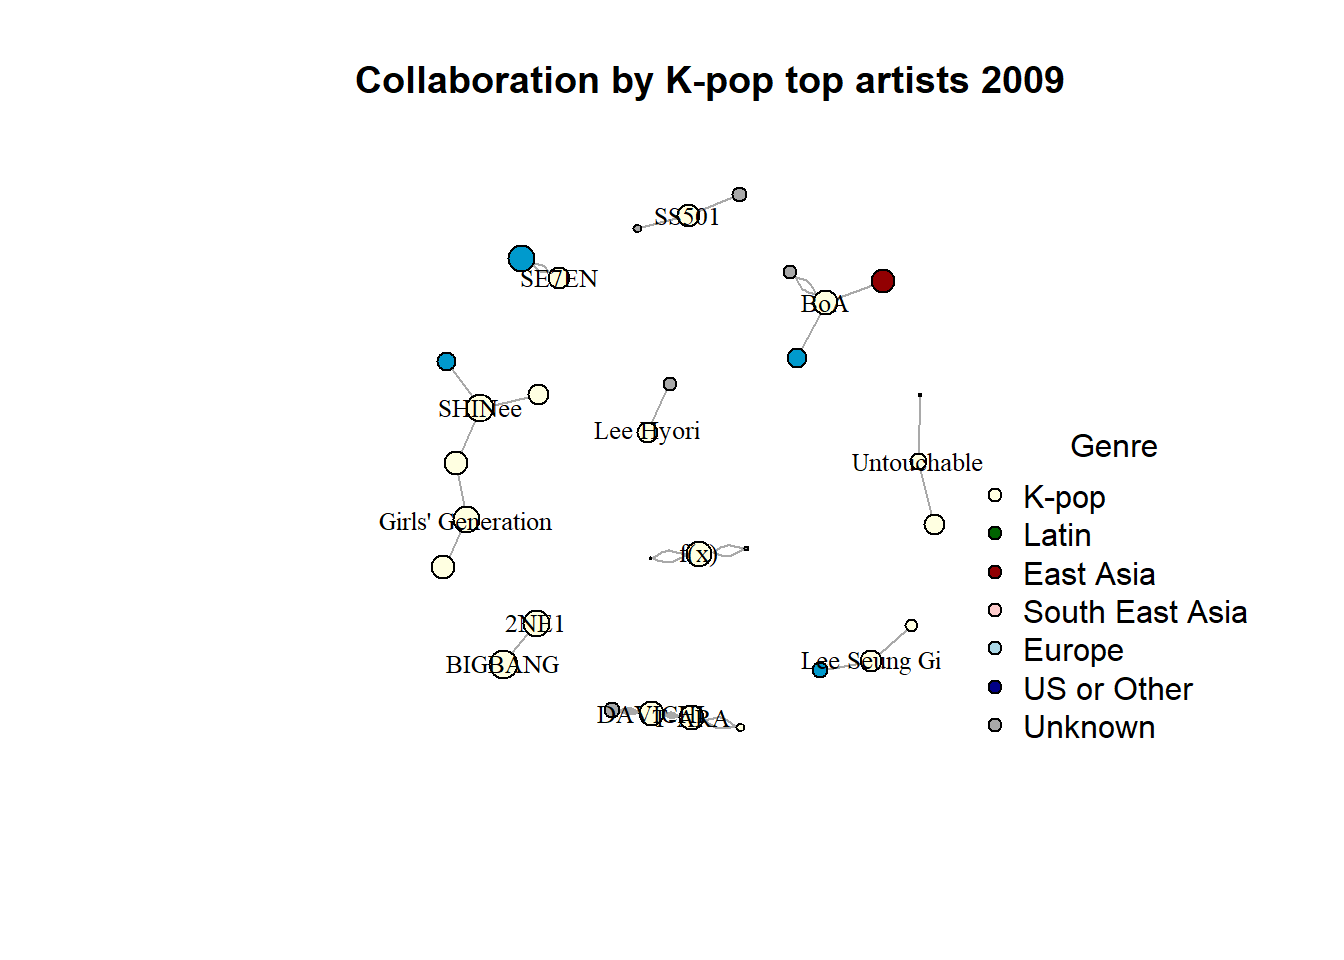 Collaboration by K-pop top artists 2009
SS501
SE7EN
BoA
SHINee
Lee Hyori
Untouchable
Girls' Generation
f(x)
2NE1
BIGBANG
Lee Seung Gi
DAVICHI
T-ARA
Genre
K-pop
Latin
East Asia
South East Asia
Europe
US or Other
Unknown